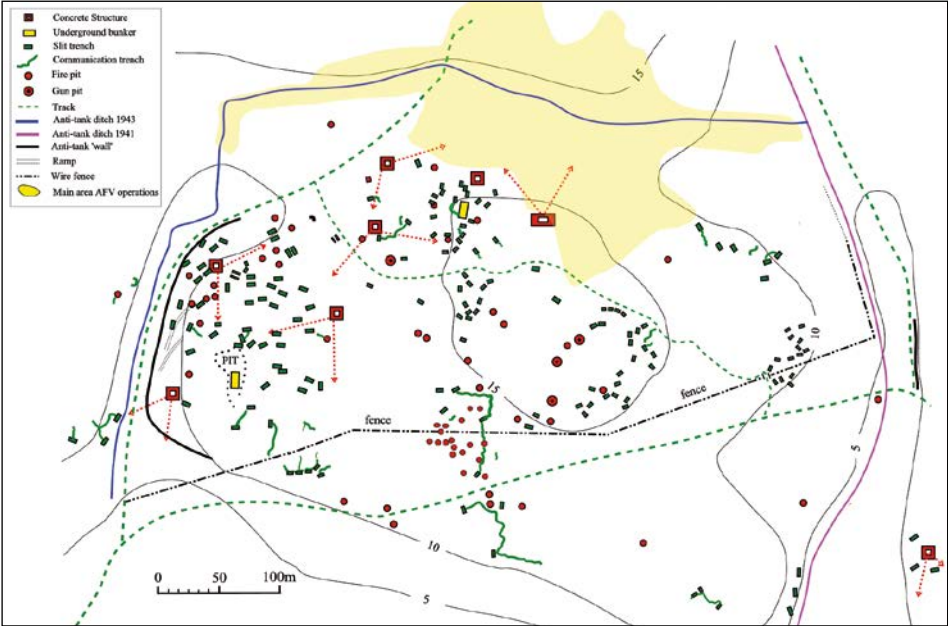 Concrete Structure
Underground bunker
Slit trench
Communication trench
Fire pit
Gun pit
Track
Anti-tank ditch 1943
Anti-tank ditch 1941
Anti-tank 'wall'
Ramp
Wire fence
Main area AFV operations
15
10
PIT
15
fence
fence
5
10
5
0 50 100m